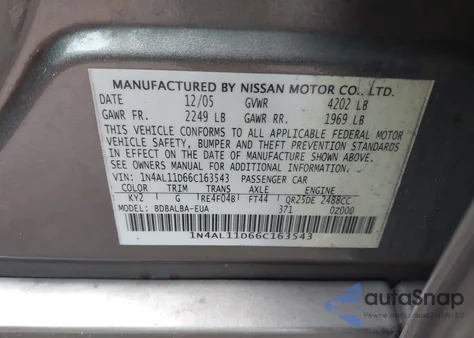 MANUFACTURED BY NISSAN MOTOR CO., LTD.
DATE 12/05 GVWR 4202 LB
GAWR FR. 2249 LB GAWR RR. 1969 LB
THIS VEHICLE CONFORMS TO ALL APPLICABLE FEDERAL MOTOR
VEHICLE SAFETY, BUMPER AND THEFT PREVENTION STANDARDS
IN EFFECT ON THE DATE OF MANUFACTURE SHOWN ABOVE.
SEE OWNERS MANUAL FOR ADDITIONAL INFORMATION
VIN: 1N4AL11D66C163543 PASSENGER CAR
COLOR TRIM TRANS AXLE ENGINE
KY2 G RE4F04B FT44 QR25DE 2488CC
MODEL: BDBALBA-EUA 371 0Z000
1N4AL11D66C163543
autoSnap